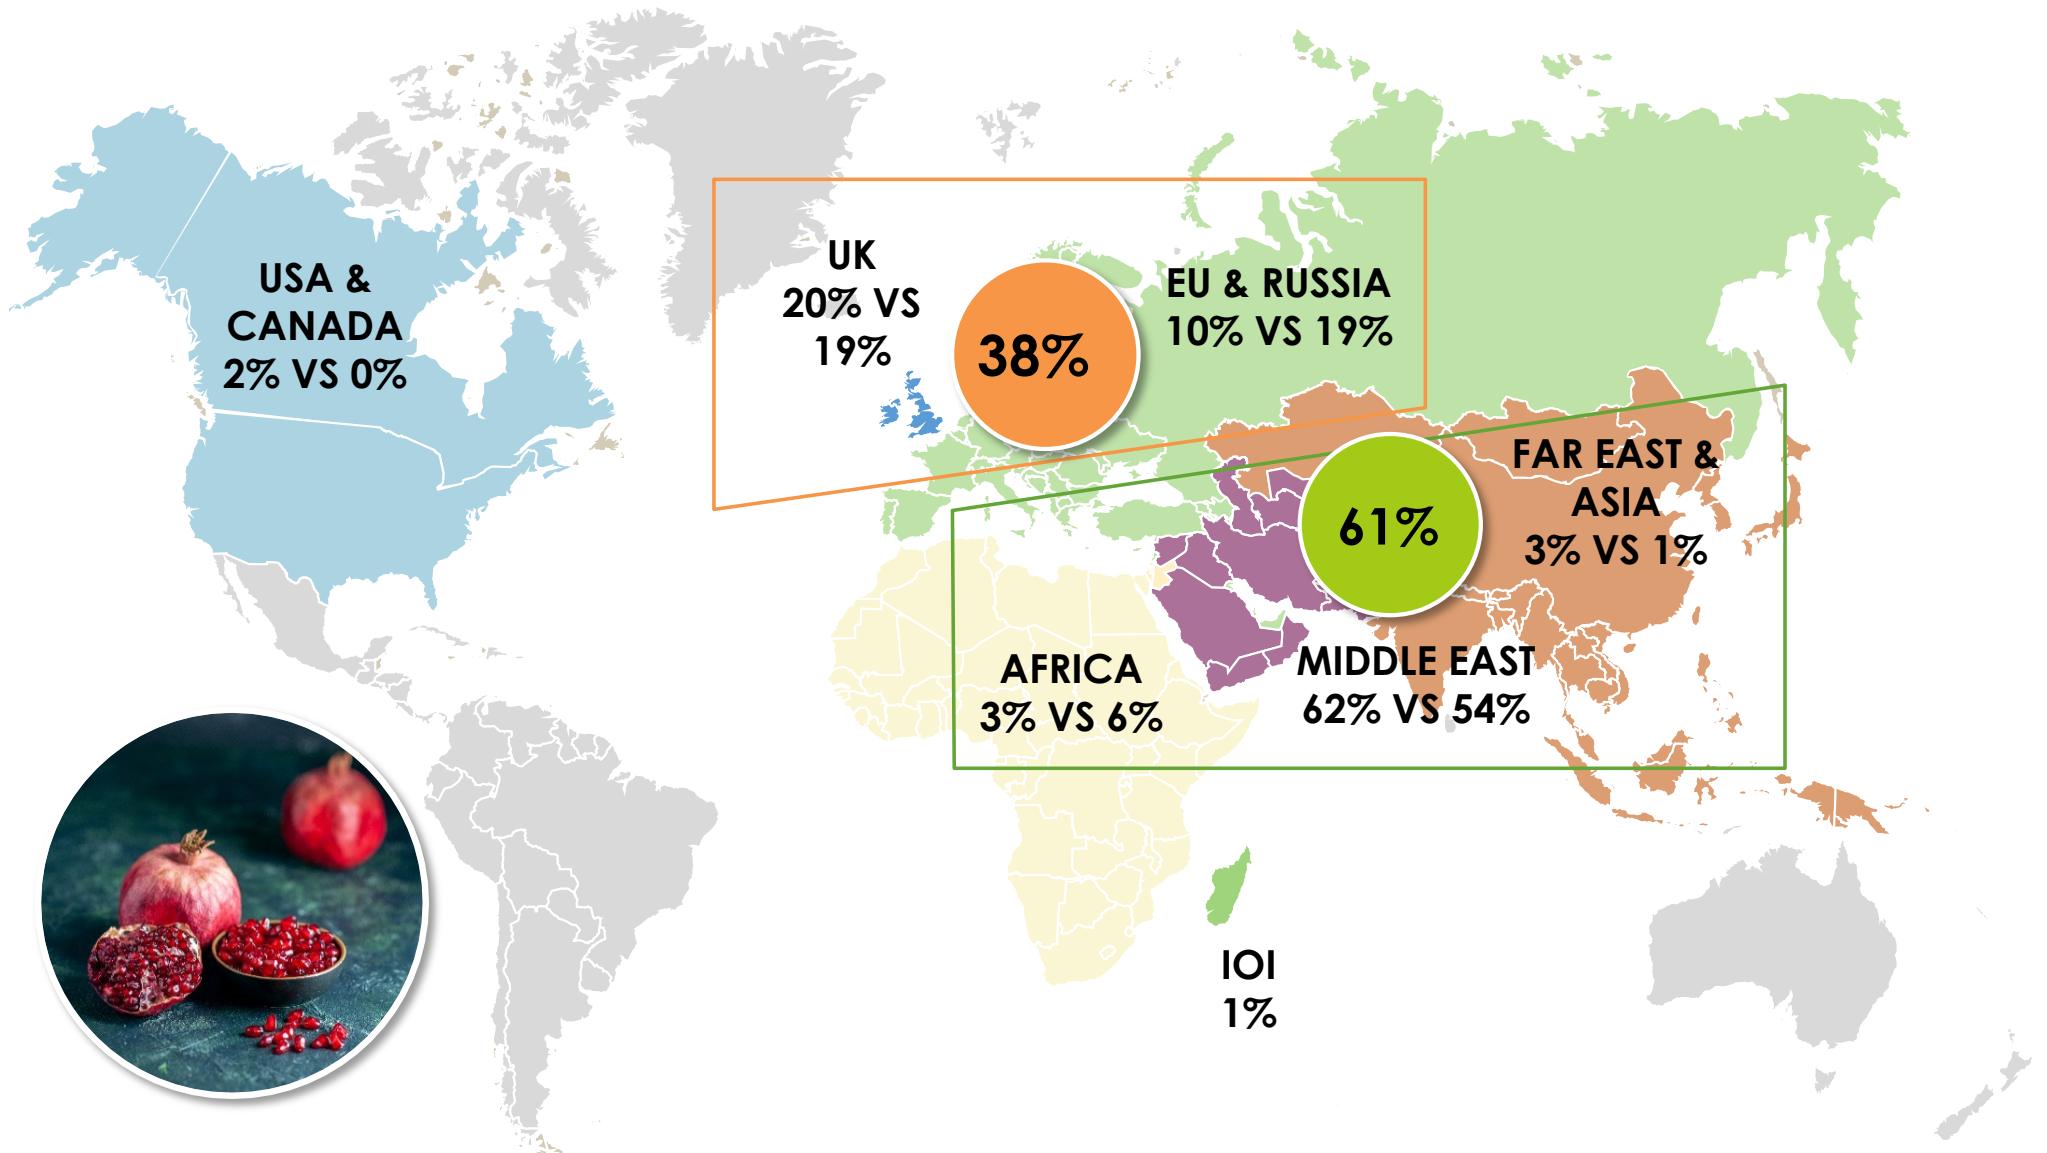 USA &
CANADA
2% VS 0%
UK
20% VS
19%
38%
EU & RUSSIA
10% VS 19%
61%
FAR EAST &
ASIA
3% VS 1%
AFRICA
3% VS 6%
MIDDLE EAST
62% VS 54%
IOI
1%